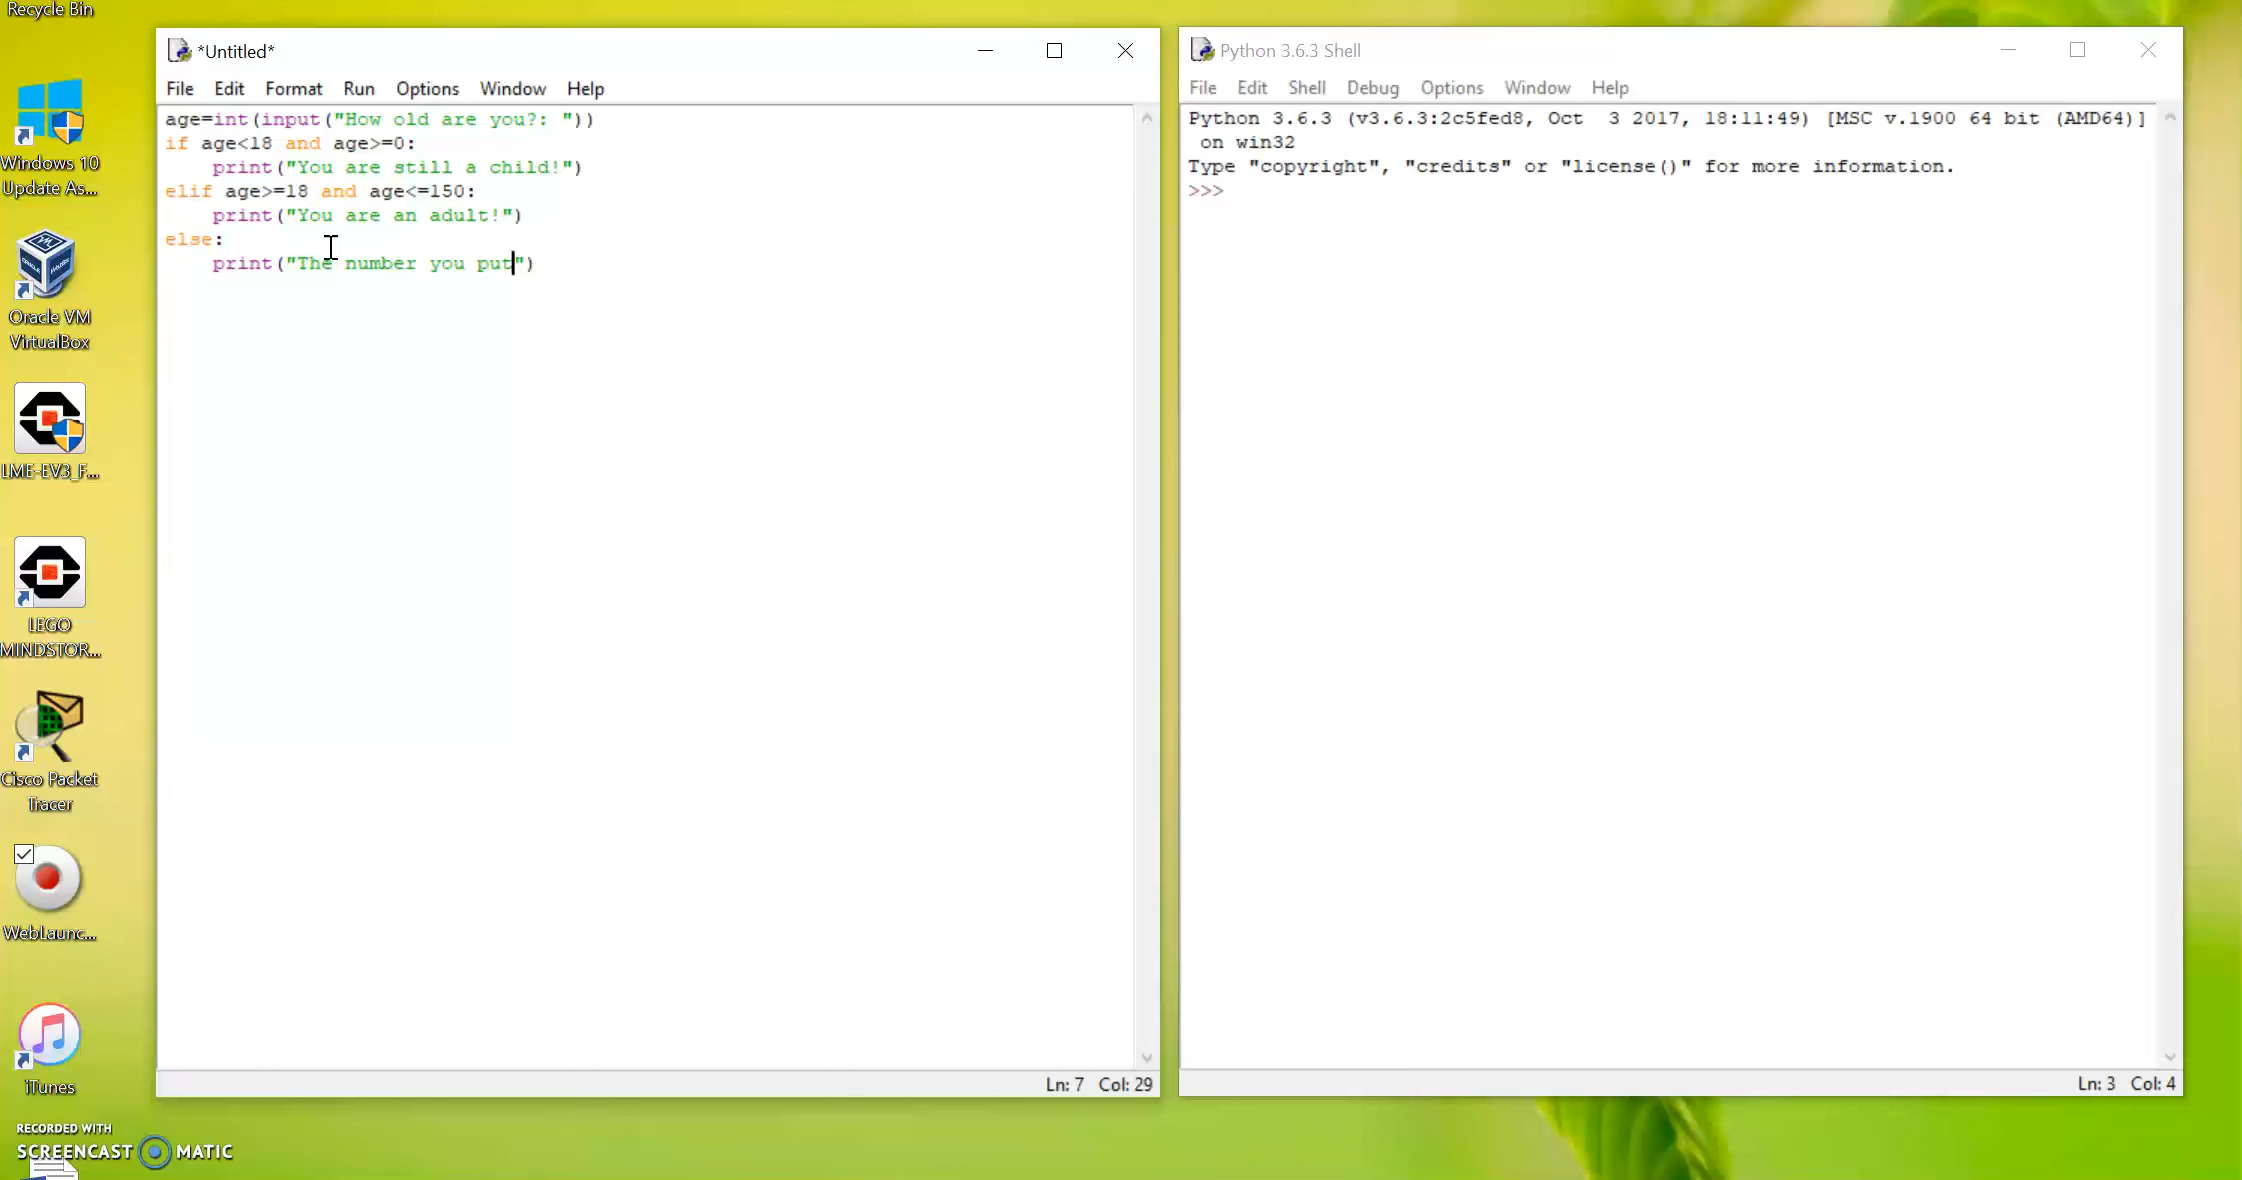 Recycle Bin
Windows 10
Update As...
Oracle VM
VirtualBox
LME-EV3_F...
LEGO
MINDSTOR...
Cisco Packet
Tracer
WebLaunc...
iTunes
RECORDED WITH
SCREENCAST MATIC
*Untitled*
File Edit Format Run Options Window Help
age=int(input("How old are you?: "))
if age<18 and age>=0:
    print("You are still a child!")
elif age>=18 and age<=150:
    print("You are an adult!")
else:
    print("The number you put")
Ln: 7 Col: 29
Python 3.6.3 Shell
File Edit Shell Debug Options Window Help
Python 3.6.3 (v3.6.3:2c5fed8, Oct  3 2017, 18:11:49) [MSC v.1900 64 bit (AMD64)]
 on win32
Type "copyright", "credits" or "license()" for more information.
>>>
Ln: 3 Col: 4